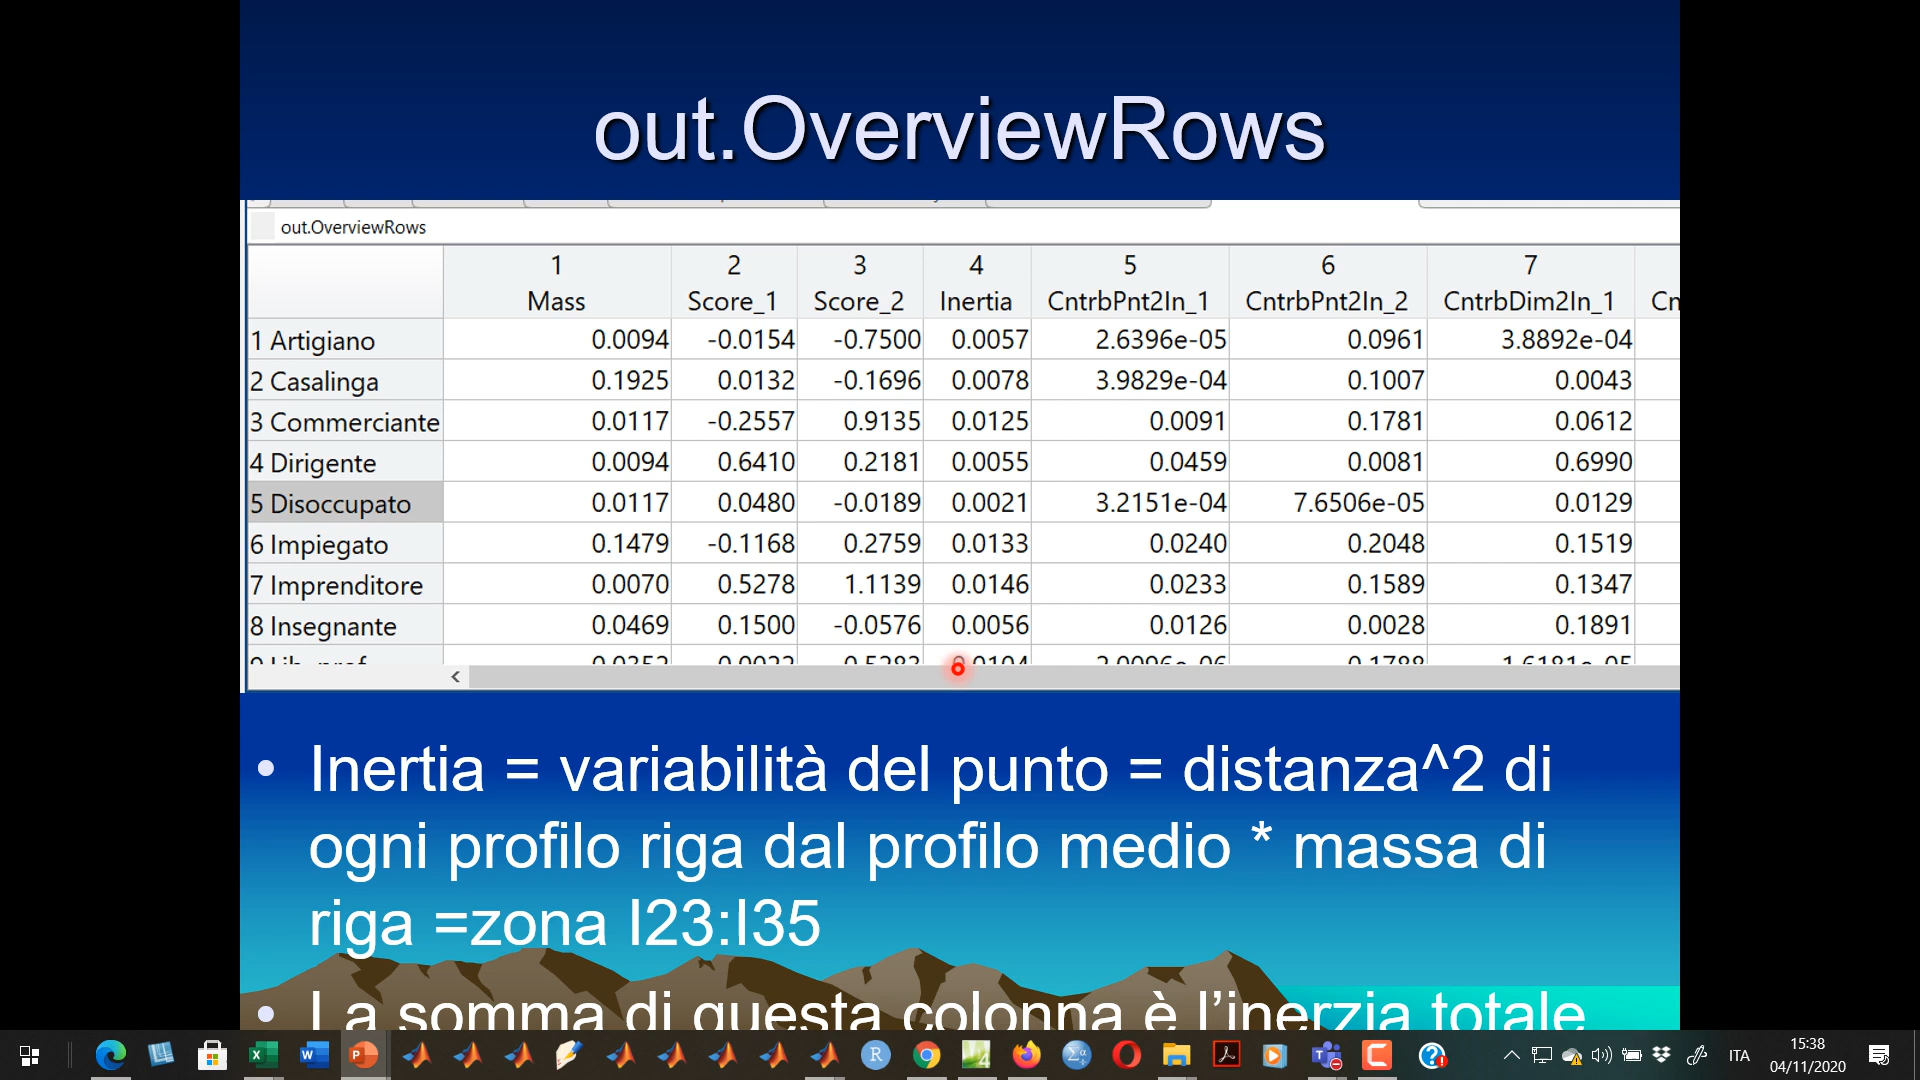 out.OverviewRows
out.OverviewRows
1 2 3 4 5 6 7
Mass Score_1 Score_2 Inertia CntrbPnt2In_1 CntrbPnt2In_2 CntrbDim2In_1 Cn
1 Artigiano 0.0094 -0.0154 -0.7500 0.0057 2.6396e-05 0.0961 3.8892e-04
2 Casalinga 0.1925 0.0132 -0.1696 0.0078 3.9829e-04 0.1007 0.0043
3 Commerciante 0.0117 -0.2557 0.9135 0.0125 0.0091 0.1781 0.0612
4 Dirigente 0.0094 0.6410 0.2181 0.0055 0.0459 0.0081 0.6990
5 Disoccupato 0.0117 0.0480 -0.0189 0.0021 3.2151e-04 7.6506e-05 0.0129
6 Impiegato 0.1479 -0.1168 0.2759 0.0133 0.0240 0.2048 0.1519
7 Imprenditore 0.0070 0.5278 1.1139 0.0146 0.0233 0.1589 0.1347
8 Insegnante 0.0469 0.1500 -0.0576 0.0056 0.0126 0.0028 0.1891
• Inertia = variabilità del punto = distanza^2 di
ogni profilo riga dal profilo medio * massa di
riga =zona I23:I35
• La somma di questa colonna è l’inerzia totale
ITA
15:38
04/11/2020